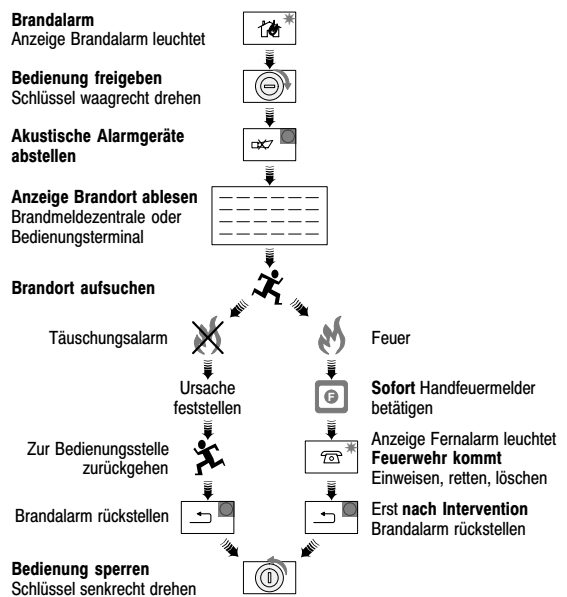 Brandalarm
Anzeige Brandalarm leuchtet
Bedienung freigeben
Schlüssel waagrecht drehen
Akustische Alarmgeräte
abstellen
Anzeige Brandort ablesen
Brandmeldezentrale oder
Bedienungsterminal
Brandort aufsuchen
Täuschungsalarm
Feuer
Ursache
feststellen
F
Sofort Handfeuermelder
betätigen
Zur Bedienungsstelle
zurückgehen
Anzeige Fernalarm leuchtet
Feuerwehr kommt
Einweisen, retten, löschen
Brandalarm rückstellen
Erst nach Intervention
Brandalarm rückstellen
Bedienung sperren
Schlüssel senkrecht drehen